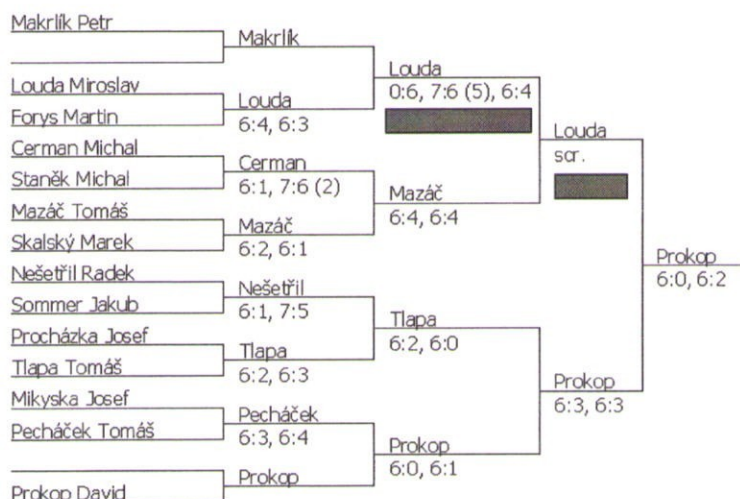 Makrlík Petr
Louda Miroslav
Forys Martin
Cerman Michal
Staněk Michal
Mazáč Tomáš
Skalský Marek
Nešetřil Radek
Sommer Jakub
Procházka Josef
Tlapa Tomáš
Mikyska Josef
Pecháček Tomáš
Prokop David
Makrlík
Louda
6:4, 6:3
Cerman
6:1, 7:6 (2)
Mazáč
6:2, 6:1
Nešetřil
6:1, 7:5
Tlapa
6:2, 6:3
Pecháček
6:3, 6:4
Prokop
Louda
0:6, 7:6 (5), 6:4
Mazáč
6:4, 6:4
Tlapa
6:2, 6:0
Prokop
6:0, 6:1
Louda
scr.
Prokop
6:3, 6:3
Prokop
6:0, 6:2